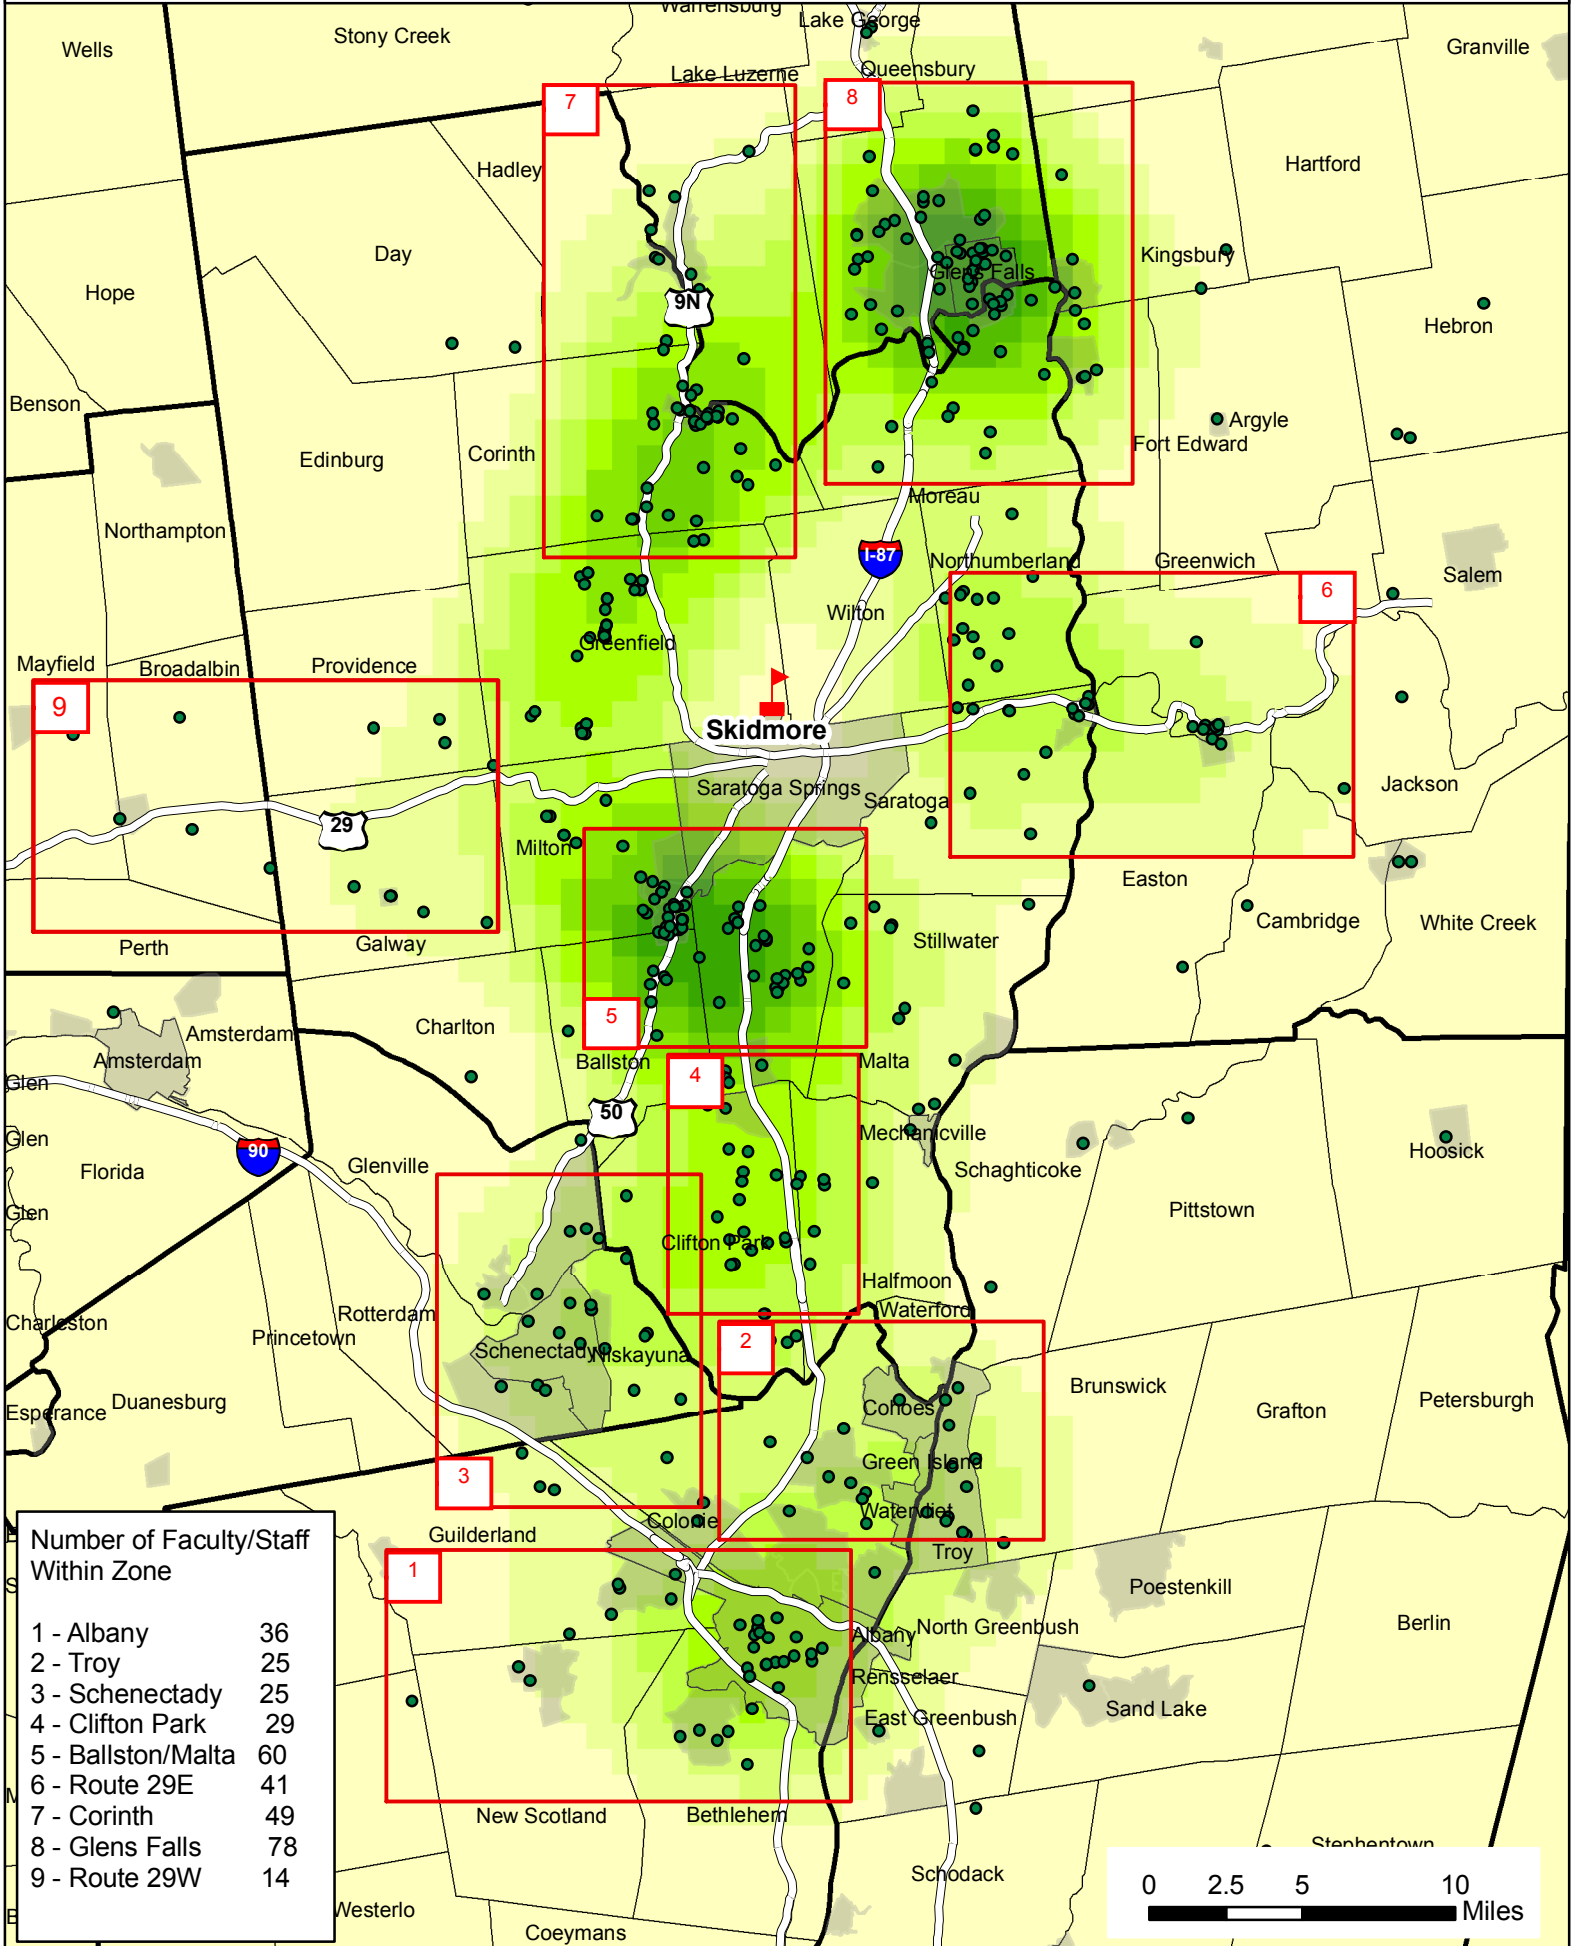 Warrensburg
Lake George
Wells
Stony Creek
Granville
Lake Luzerne
Queensbury
7
8
Hadley
Hartford
Day
Kingsbury
Glens Falls
Hope
9N
Hebron
Benson
Argyle
Fort Edward
Edinburg
Corinth
Moreau
Northampton
I-87
Northumberland
Greenwich
Salem
6
Wilton
Greenfield
Mayfield
Broadalbin
Providence
9
Skidmore
Saratoga Springs
Saratoga
Jackson
29
Milton
Easton
Cambridge
White Creek
Perth
Galway
Stillwater
5
Charlton
Amsterdam
Amsterdam
Ballston
Malta
4
Glen
50
Glen
Mechanicville
90
Hoosick
Florida
Glenville
Schaghticoke
Glen
Pittstown
Clifton Park
Halfmoon
Waterford
Charleston
Rotterdam
Princetown
2
Schenectady
Niskayuna
Brunswick
Petersburgh
Esperance
Duanesburg
Cohoes
Grafton
3
Green Island
Watervliet
Colonie
Guilderland
Troy
1
Poestenkill
Berlin
Albany
North Greenbush
Rensselaer
Sand Lake
East Greenbush
New Scotland
Bethlehem
Stephentown
Schodack
Westerlo
Coeymans
Number of Faculty/Staff
Within Zone
1 - Albany 36
2 - Troy 25
3 - Schenectady 25
4 - Clifton Park 29
5 - Ballston/Malta 60
6 - Route 29E 41
7 - Corinth 49
8 - Glens Falls 78
9 - Route 29W 14
0 2.5 5 10
Miles